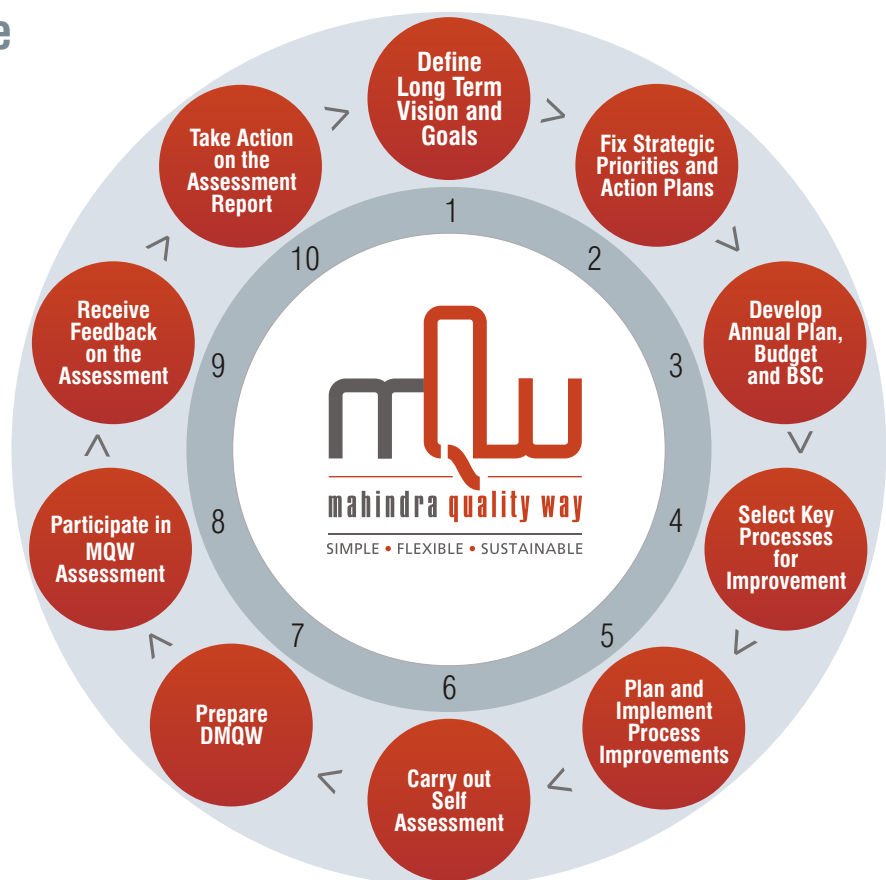 e
Define
Long Term
Vision and
Goals
1
Fix Strategic
Priorities and
Action Plans
2
Develop
Annual Plan,
Budget
and BSC
3
Select Key
Processes
for
Improvement
4
Plan and
Implement
Process
Improvements
5
Carry out
Self
Assessment
6
Prepare
DMQW
7
Participate in
MQW
Assessment
8
Receive
Feedback
on the
Assessment
9
Take Action
on the
Assessment
Report
10
mQw
mahindra quality way
SIMPLE • FLEXIBLE • SUSTAINABLE